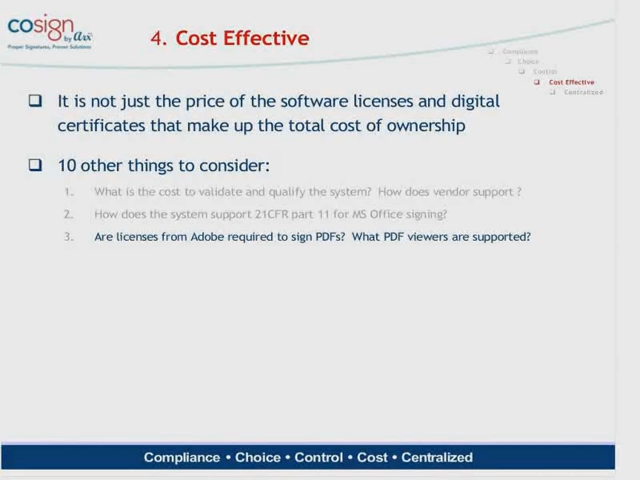 cosign
by arx
Proper Signatures, Proven Solutions
4. Cost Effective
❑ Compliance
❑ Choice
❑ Control
❑ Cost Effective
❑ Centralized
❑ It is not just the price of the software licenses and digital
certificates that make up the total cost of ownership
❑ 10 other things to consider:
1. What is the cost to validate and qualify the system? How does vendor support ?
2. How does the system support 21CFR part 11 for MS Office signing?
3. Are licenses from Adobe required to sign PDFs? What PDF viewers are supported?
Compliance • Choice • Control • Cost • Centralized